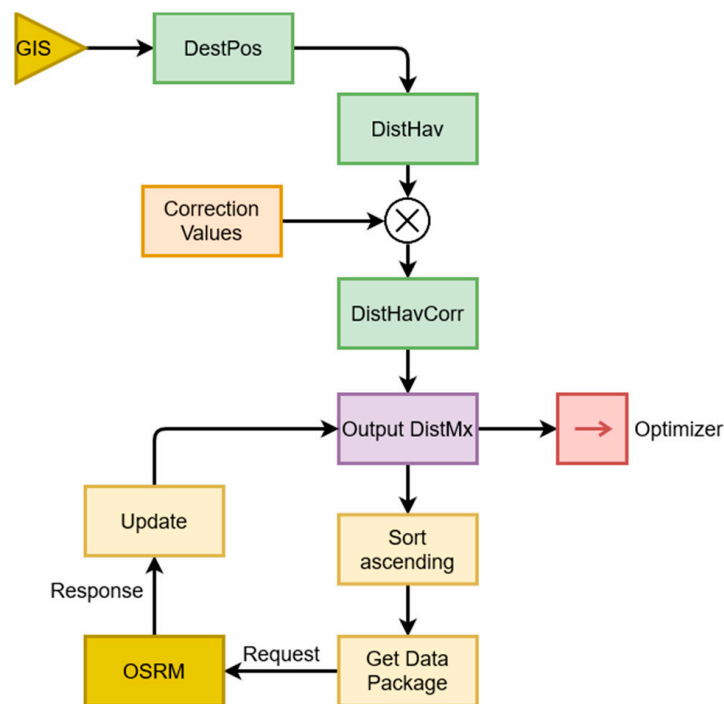 GIS
DestPos
DistHav
Correction
Values
DistHavCorr
Output DistMx
Optimizer
Update
Sort
ascending
Response
Request
OSRM
Get Data
Package